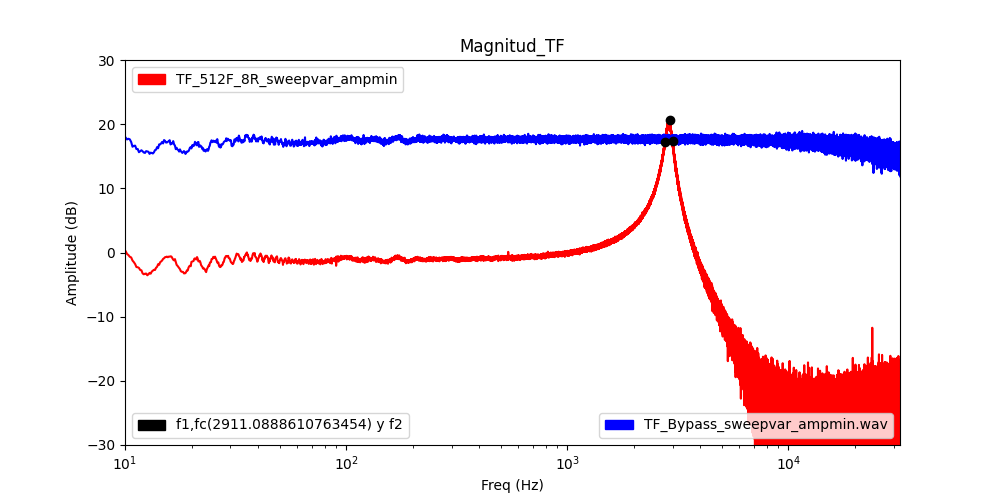 Magnitud_TF
30
20
10
0
−10
−20
−30
Amplitude (dB)
TF_512F_8R_sweepvar_ampmin
f1,fc(2911.0888610763454) y f2
TF_Bypass_sweepvar_ampmin.wav
10¹ 10² 10³ 10⁴
Freq (Hz)